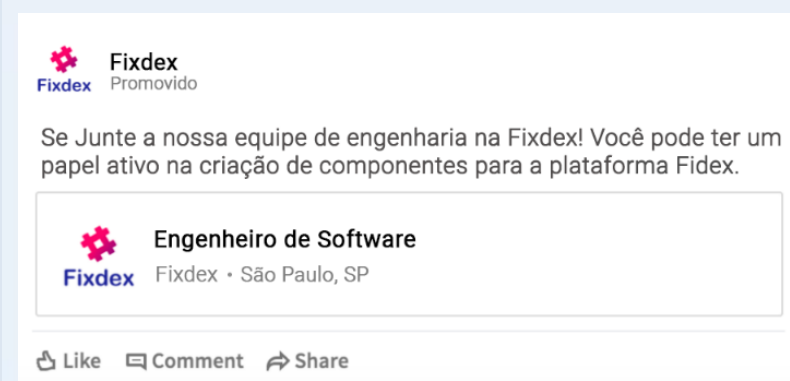 Fixdex
Fixdex
Promovido
Se Junte a nossa equipe de engenharia na Fixdex! Você pode ter um
papel ativo na criação de componentes para a plataforma Fidex.
Fixdex
Engenheiro de Software
Fixdex • São Paulo, SP
Like Comment Share